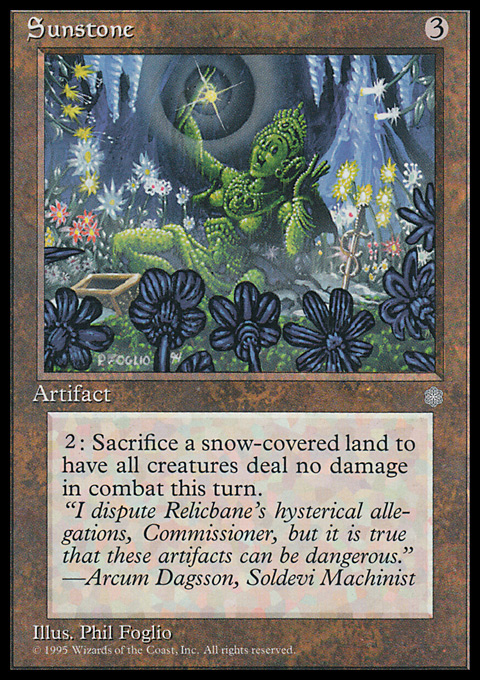 Sunstone 3
P. FOGLIO 94
Artifact
2: Sacrifice a snow-covered land to
have all creatures deal no damage
in combat this turn.
“I dispute Relicbane’s hysterical alle-
gations, Commissioner, but it is true
that these artifacts can be dangerous.”
—Arcum Dagsson, Soldevi Machinist
Illus. Phil Foglio
© 1995 Wizards of the Coast, Inc. All rights reserved.